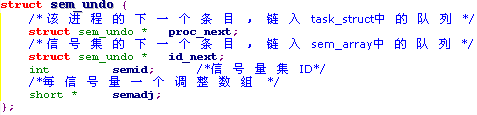 struct sem_undo {
/*该进程的下一个条目，链入 task_struct中的队列 */
struct sem_undo * proc_next;
/*信号集的下一个条目，链入 sem_array中的队列 */
struct sem_undo * id_next;
int semid; /*信号量集 ID*/
/*每信号量一个调整数组 */
short * semadj;
};